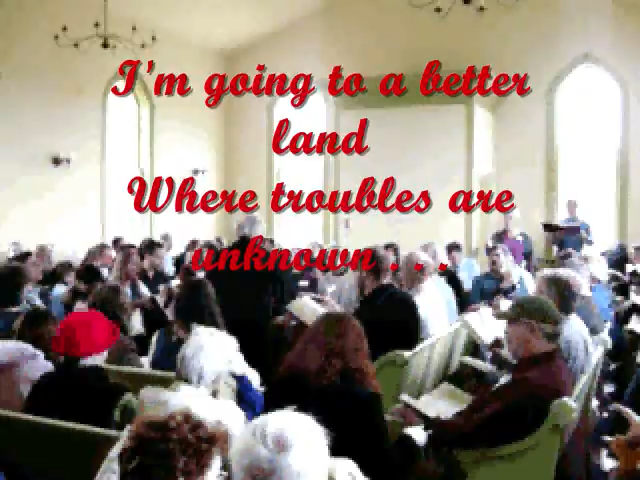 I'm going to a better
land
Where troubles are
unknown . . .